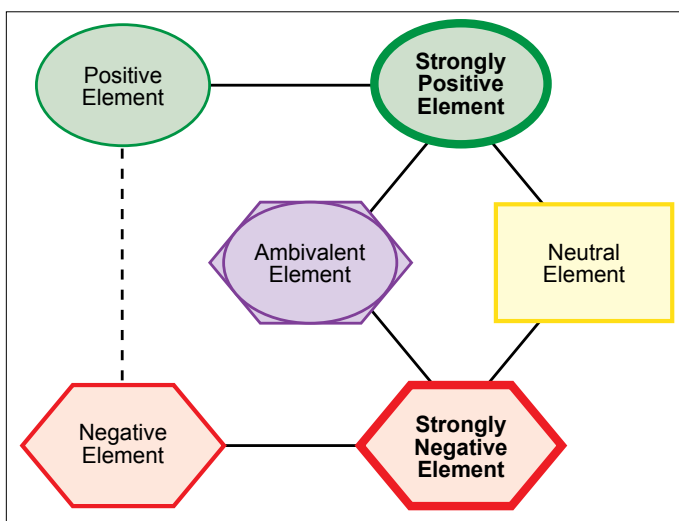 Positive
Element
Strongly
Positive
Element
Ambivalent
Element
Neutral
Element
Negative
Element
Strongly
Negative
Element